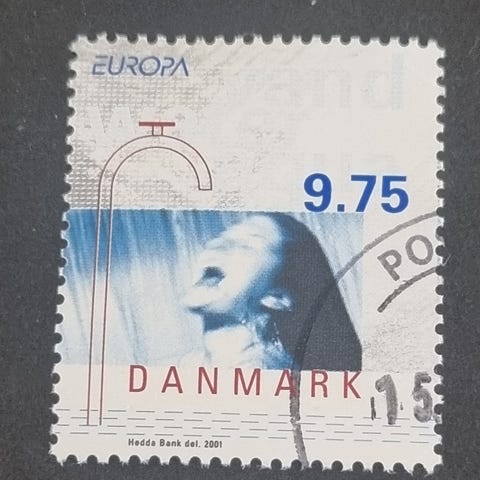 EUROPA
9.75
PO
DANMARK
15
Hedda Bank del. 2001